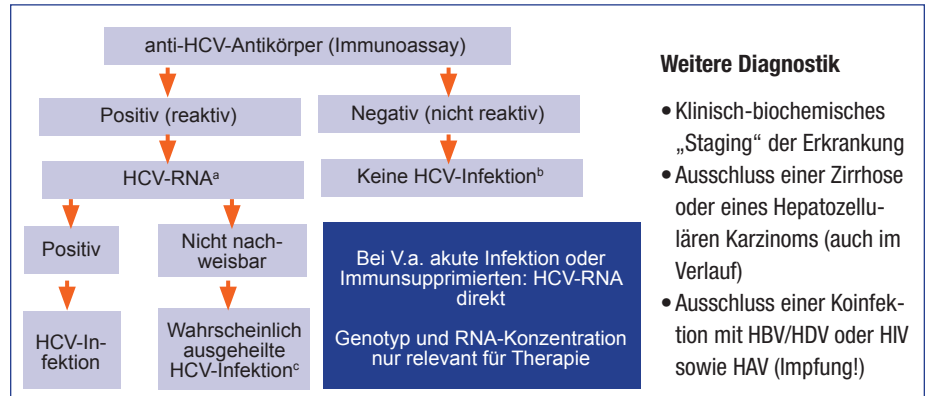 anti-HCV-Antikörper (Immunoassay)
Positiv (reaktiv)
Negativ (nicht reaktiv)
HCV-RNAᵃ
Keine HCV-Infektionᵇ
Positiv
Nicht nach-
weisbar
HCV-In-
fektion
Wahrscheinlich
ausgeheilte
HCV-Infektionᶜ
Bei V.a. akute Infektion oder
Immunsupprimierten: HCV-RNA
direkt
Genotyp und RNA-Konzentration
nur relevant für Therapie
Weitere Diagnostik
• Klinisch-biochemisches
„Staging“ der Erkrankung
• Ausschluss einer Zirrhose
oder eines Hepatozellu-
lären Karzinoms (auch im
Verlauf)
• Ausschluss einer Koinfek-
tion mit HBV/HDV oder HIV
sowie HAV (Impfung!)